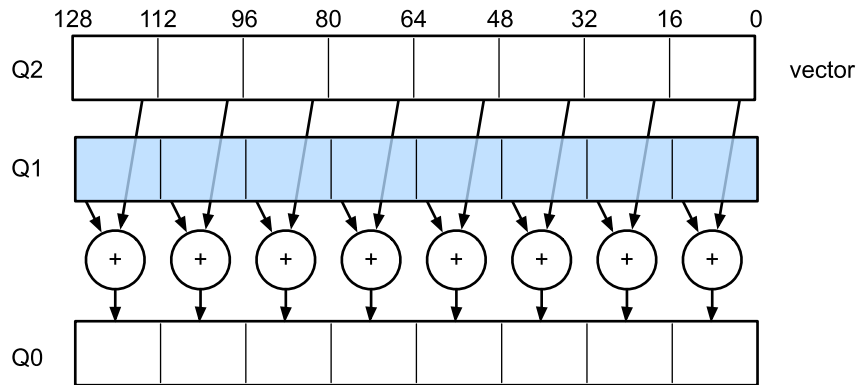 128 112 96 80 64 48 32 16 0
Q2 vector
Q1
+ + + + + + + +
Q0